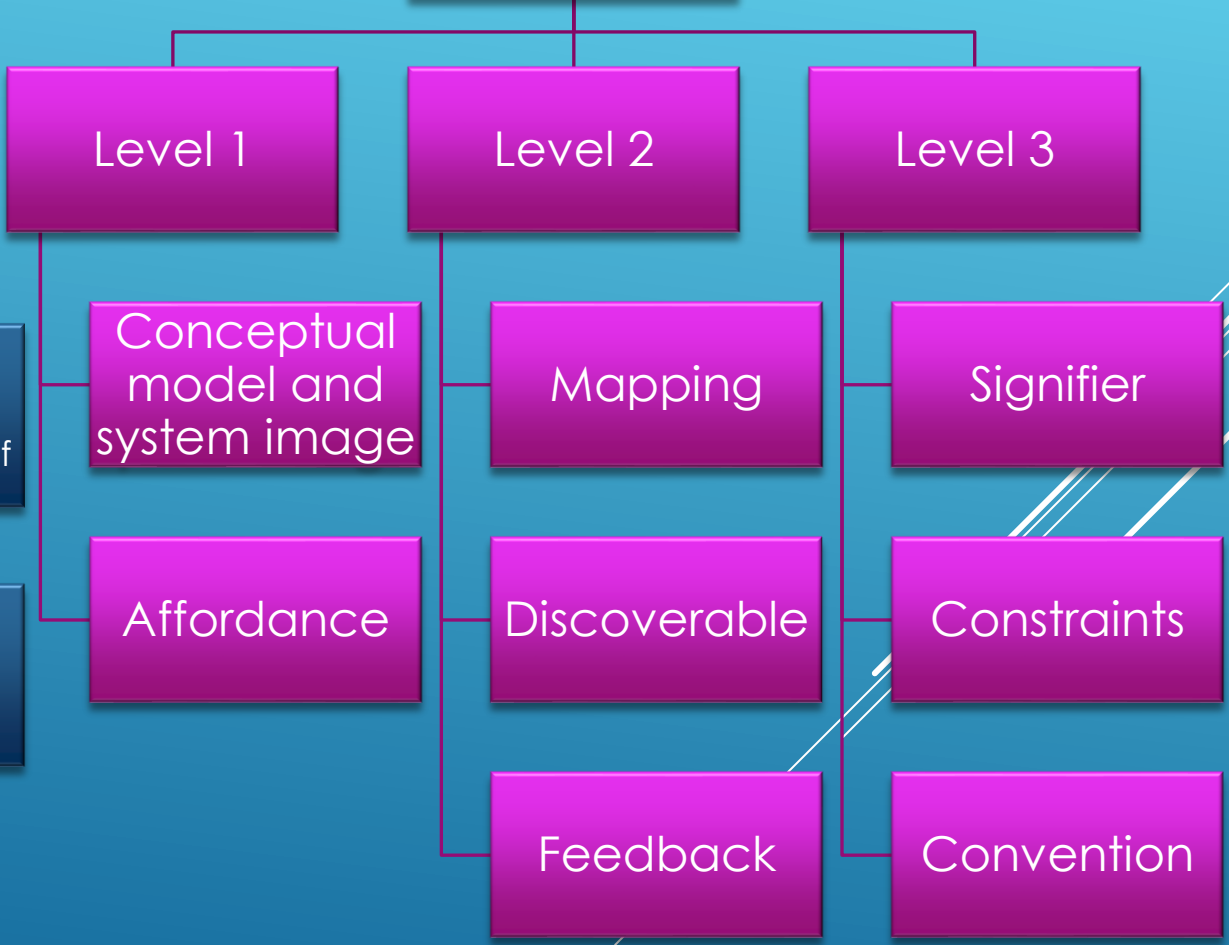 Level 1
Level 2
Level 3
Conceptual
model and
system image
Mapping
Signifier
f
Affordance
Discoverable
Constraints
Feedback
Convention